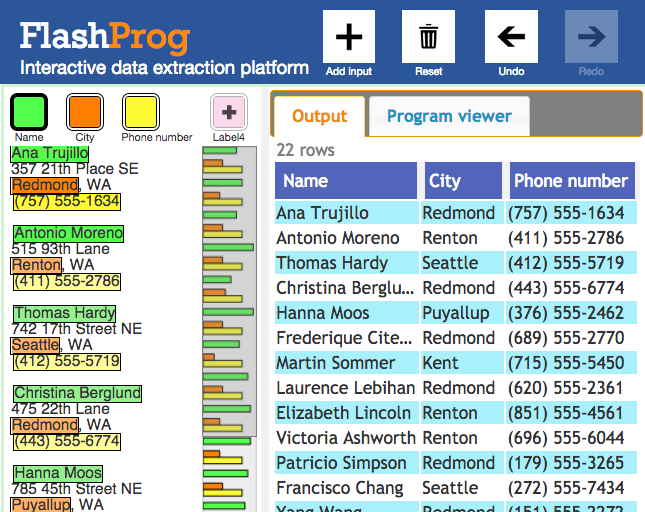 FlashProg
Interactive data extraction platform
Add input
Reset
Undo
Redo
Name
City
Phone number
Label4
Ana Trujillo
357 21th Place SE
Redmond, WA
(757) 555-1634
Antonio Moreno
515 93th Lane
Renton, WA
(411) 555-2786
Thomas Hardy
742 17th Street NE
Seattle, WA
(412) 555-5719
Christina Berglund
475 22th Lane
Redmond, WA
(443) 555-6774
Hanna Moos
785 45th Street NE
Puyallup, WA
Output Program viewer
22 rows
Name City Phone number
Ana Trujillo Redmond (757) 555-1634
Antonio Moreno Renton (411) 555-2786
Thomas Hardy Seattle (412) 555-5719
Christina Berglu... Redmond (443) 555-6774
Hanna Moos Puyallup (376) 555-2462
Frederique Cite... Redmond (689) 555-2770
Martin Sommer Kent (715) 555-5450
Laurence Lebihan Redmond (620) 555-2361
Elizabeth Lincoln Renton (851) 555-4561
Victoria Ashworth Renton (696) 555-6044
Patricio Simpson Redmond (179) 555-3265
Francisco Chang Seattle (272) 555-7434
Yang Wang Redmond (151) 555-2272